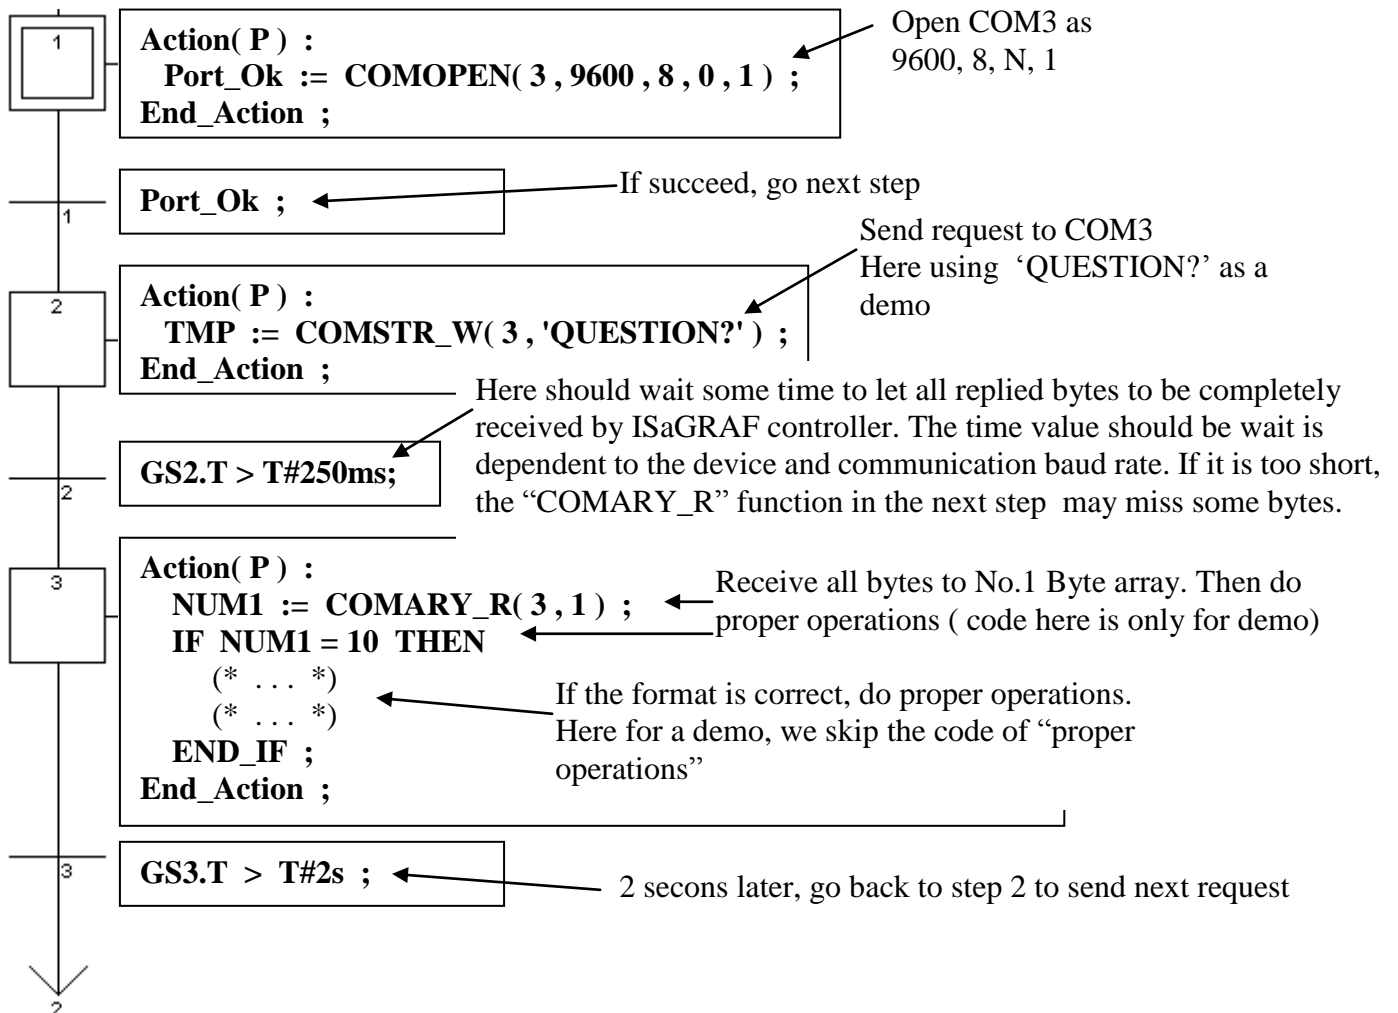 1
Action( P ) :
Port_Ok := COMOPEN( 3 , 9600 , 8 , 0 , 1 ) ;
End_Action ;
Open COM3 as
9600, 8, N, 1
1
Port_Ok ;
If succeed, go next step
Send request to COM3
Here using ‘QUESTION?’ as a
demo
2
Action( P ) :
TMP := COMSTR_W( 3 , 'QUESTION?' ) ;
End_Action ;
Here should wait some time to let all replied bytes to be completely
received by ISaGRAF controller. The time value should be wait is
dependent to the device and communication baud rate. If it is too short,
the “COMARY_R” function in the next step may miss some bytes.
2
GS2.T > T#250ms;
3
Action( P ) :
NUM1 := COMARY_R( 3 , 1 ) ;
IF NUM1 = 10 THEN
(* . . . *)
(* . . . *)
END_IF ;
End_Action ;
Receive all bytes to No.1 Byte array. Then do
proper operations ( code here is only for demo)
If the format is correct, do proper operations.
Here for a demo, we skip the code of “proper
operations”
3
GS3.T > T#2s ;
2 secons later, go back to step 2 to send next request
2